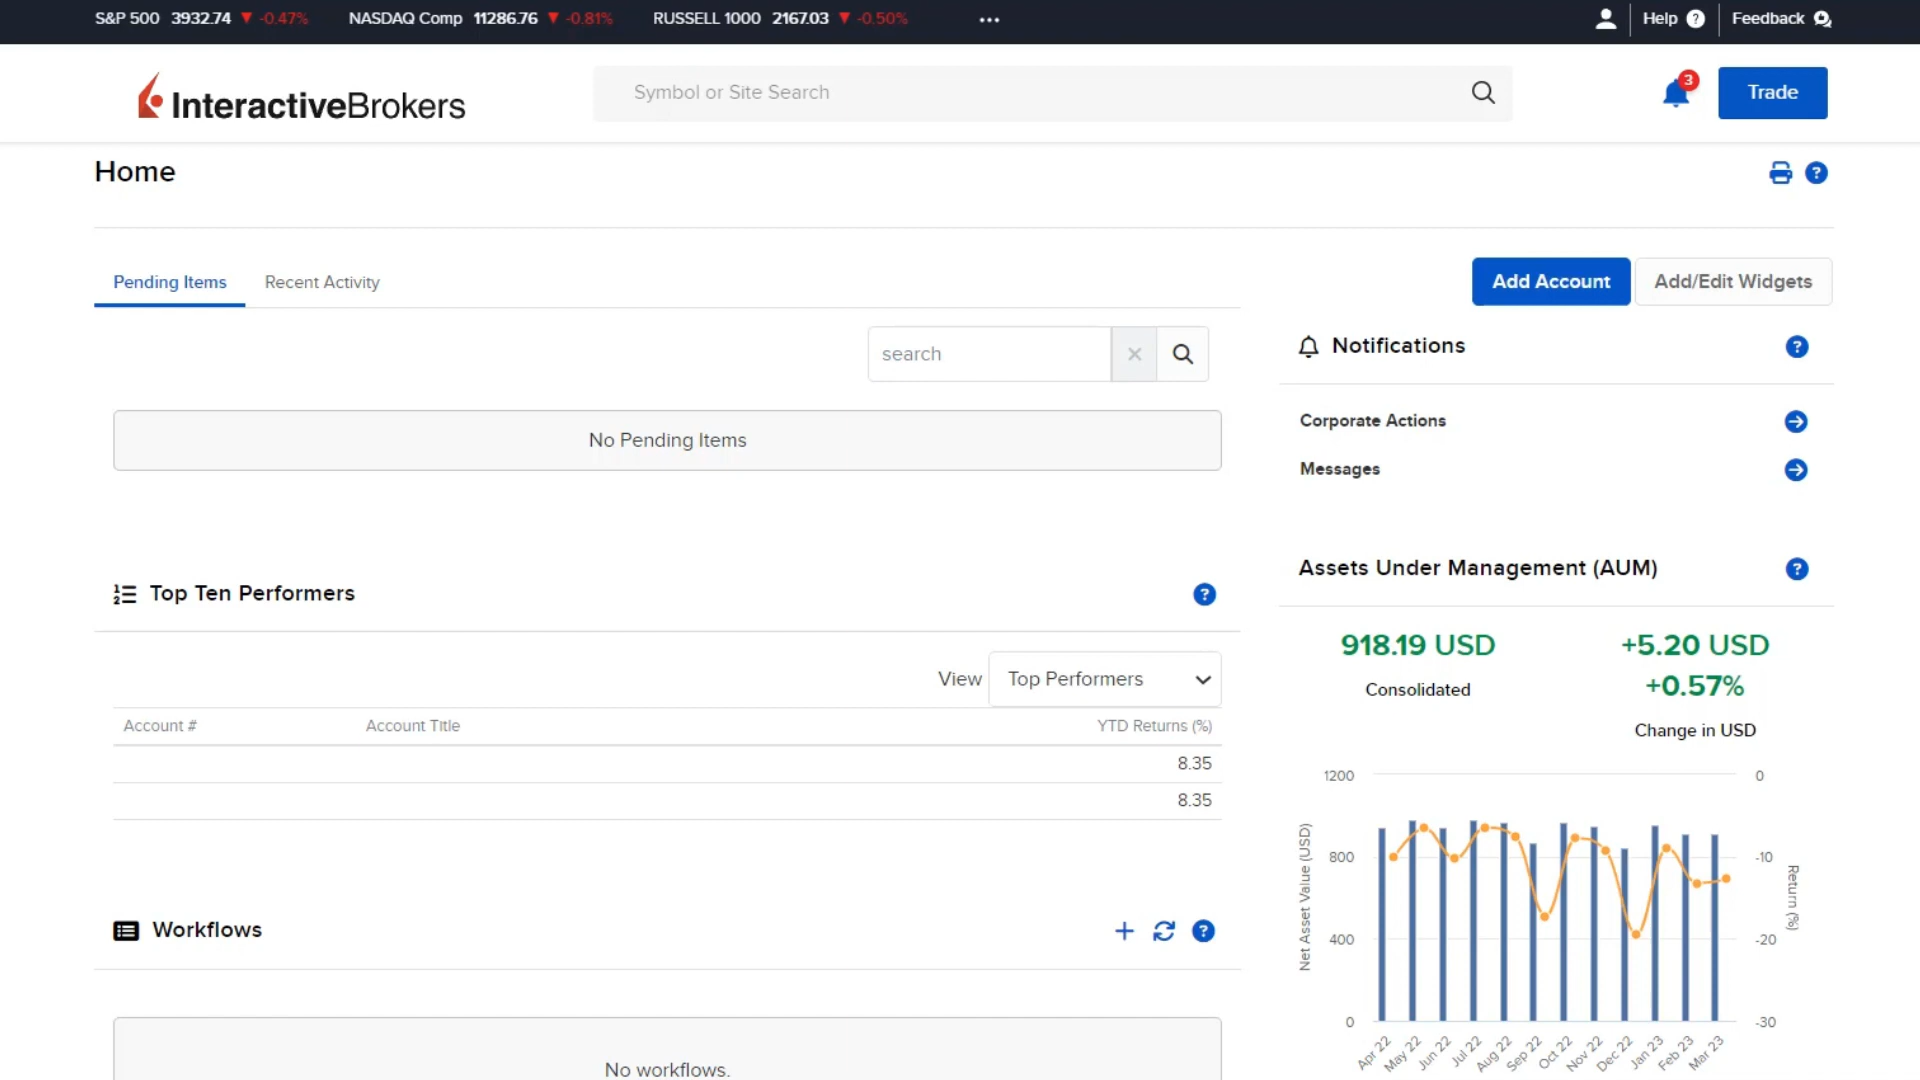 S&P 500 3932.74 ▼ -0.47% NASDAQ Comp 11286.76 ▼ -0.81% RUSSELL 1000 2167.03 ▼ -0.50% ••• Help ? Feedback
InteractiveBrokers Symbol or Site Search 3 Trade
Home ?
Pending Items Recent Activity
Add Account Add/Edit Widgets
search
No Pending Items
Notifications ?
Corporate Actions
Messages
Top Ten Performers ?
View Top Performers
Account # Account Title YTD Returns (%)
8.35
8.35
Workflows ?
No workflows.
Assets Under Management (AUM) ?
918.19 USD
Consolidated
+5.20 USD
+0.57%
Change in USD
Net Asset Value (USD)
1200
800
400
0
0
-10
-20
-30
Return (%)
Apr 22 May 22 Jun 22 Jul 22 Aug 22 Sep 22 Oct 22 Nov 22 Dec 22 Jan 23 Feb 23 Mar 23